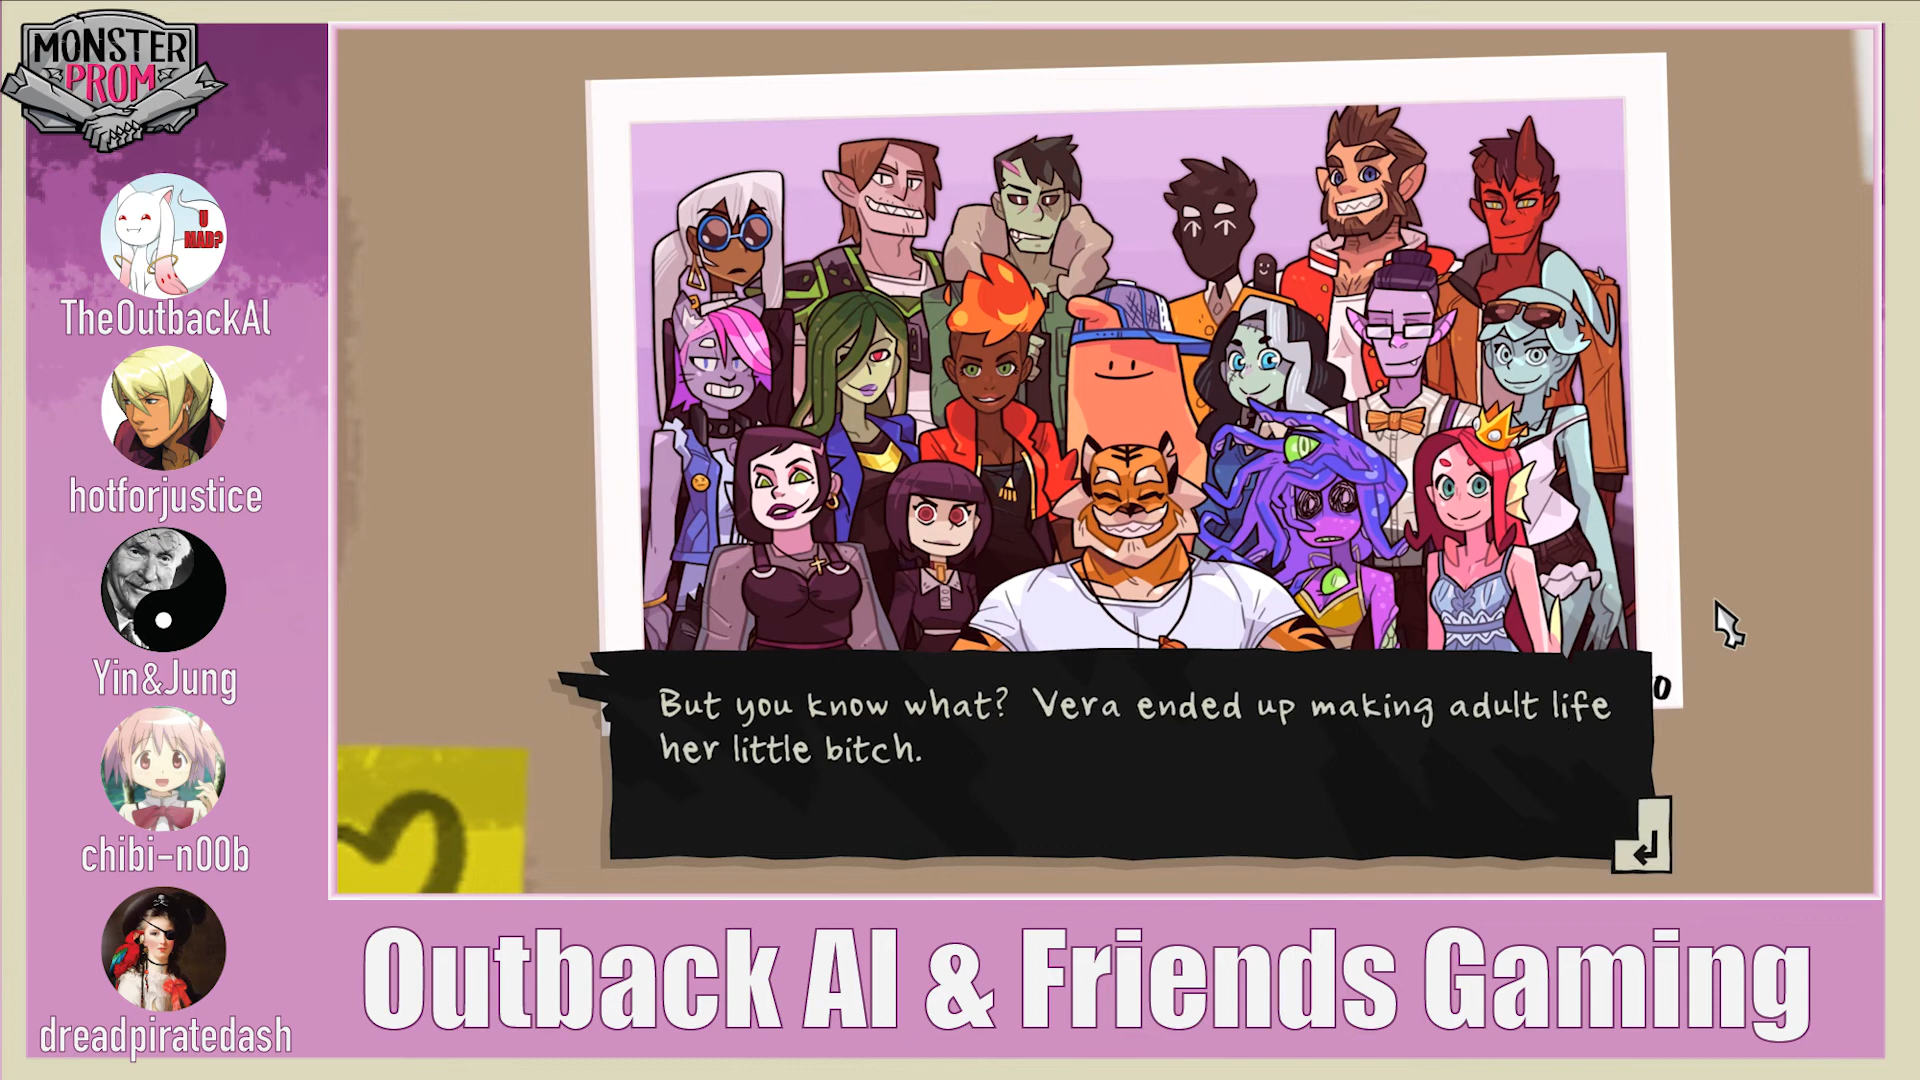 MONSTER
PROM
U
MAD?
TheOutbackAl
hotforjustice
Yin&Jung
chibi-n00b
dreadpiratedash
But you know what? Vera ended up making adult life
her little bitch.
Outback Al & Friends Gaming